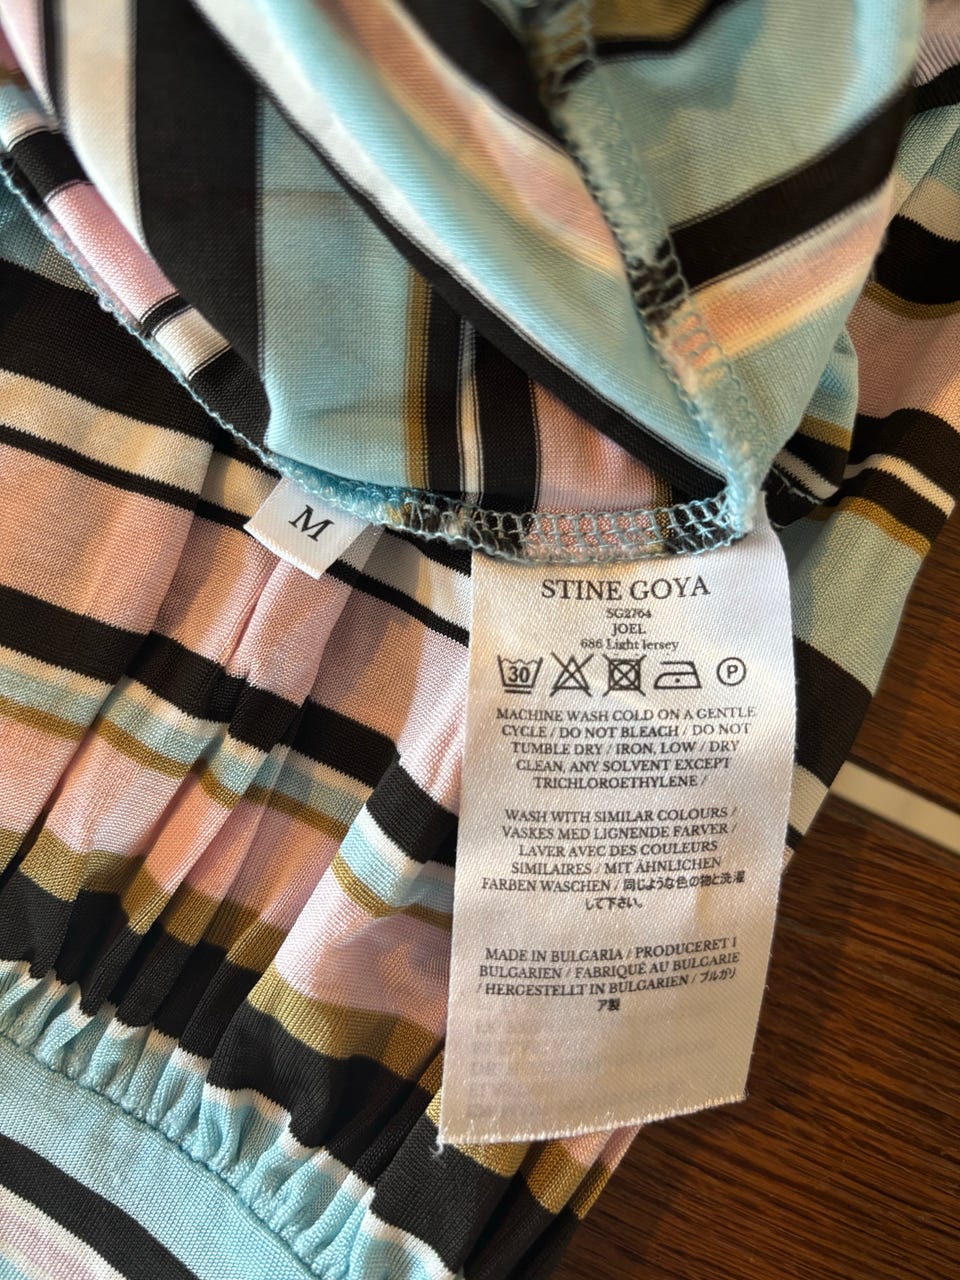 M
STINE GOYA
SG2764
JOEL
686 Light Jersey
30
P
MACHINE WASH COLD ON A GENTLE
CYCLE / DO NOT BLEACH / DO NOT
TUMBLE DRY / IRON, LOW / DRY
CLEAN, ANY SOLVENT EXCEPT
TRICHLOROETHYLENE /
WASH WITH SIMILAR COLOURS /
VASKES MED LIGNENDE FARVER /
LAVER AVEC DES COULEURS
SIMILAIRES / MIT ÄHNLICHEN
FARBEN WASCHEN / 同じような色の物と洗濯
して下さい。
MADE IN BULGARIA / PRODUCERET I
BULGARIEN / FABRIQUÉ AU BULGARIE
/ HERGESTELLT IN BULGARIEN / ブルガリ
ア製